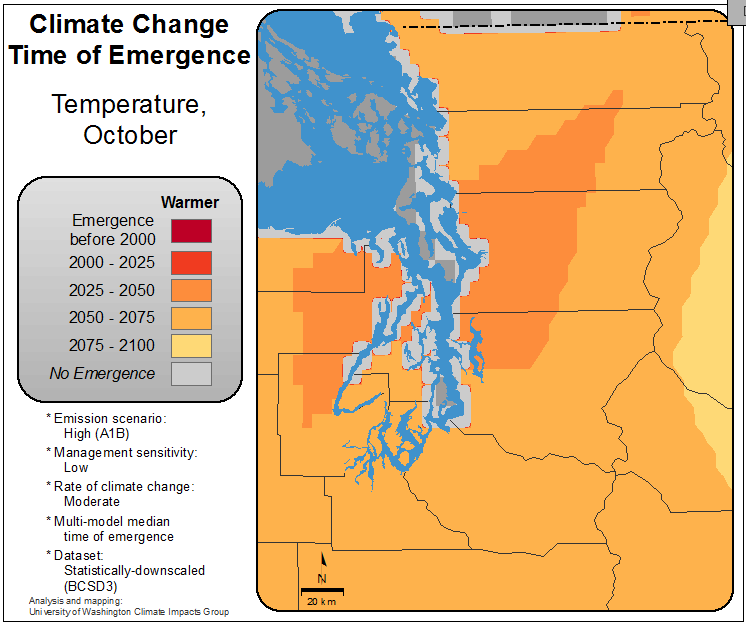 Climate Change
Time of Emergence
Temperature,
October
Warmer
Emergence
before 2000
2000 - 2025
2025 - 2050
2050 - 2075
2075 - 2100
No Emergence
* Emission scenario:
High (A1B)
* Management sensitivity:
Low
* Rate of climate change:
Moderate
* Multi-model median
time of emergence
* Dataset:
Statistically-downscaled
(BCSD3)
Analysis and mapping:
University of Washington Climate Impacts Group
N
20 km